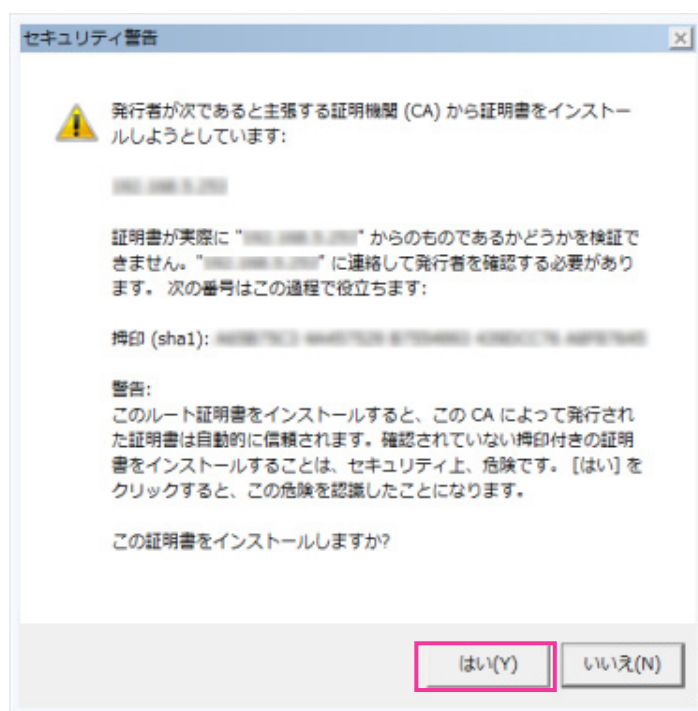 セキュリティ警告
発行者が次であると主張する証明機関 (CA) から証明書をインストー
ルしようとしています:
証明書が実際に "" からのものであるかどうかを検証で
きません。"" に連絡して発行者を確認する必要があり
ます。 次の番号はこの過程で役立ちます:
拇印 (sha1):
警告:
このルート証明書をインストールすると、この CA によって発行され
た証明書は自動的に信頼されます。確認されていない拇印付きの証明
書をインストールすることは、セキュリティ上、危険です。 [はい] を
クリックすると、この危険を認識したことになります。
この証明書をインストールしますか?
はい(Y)
いいえ(N)